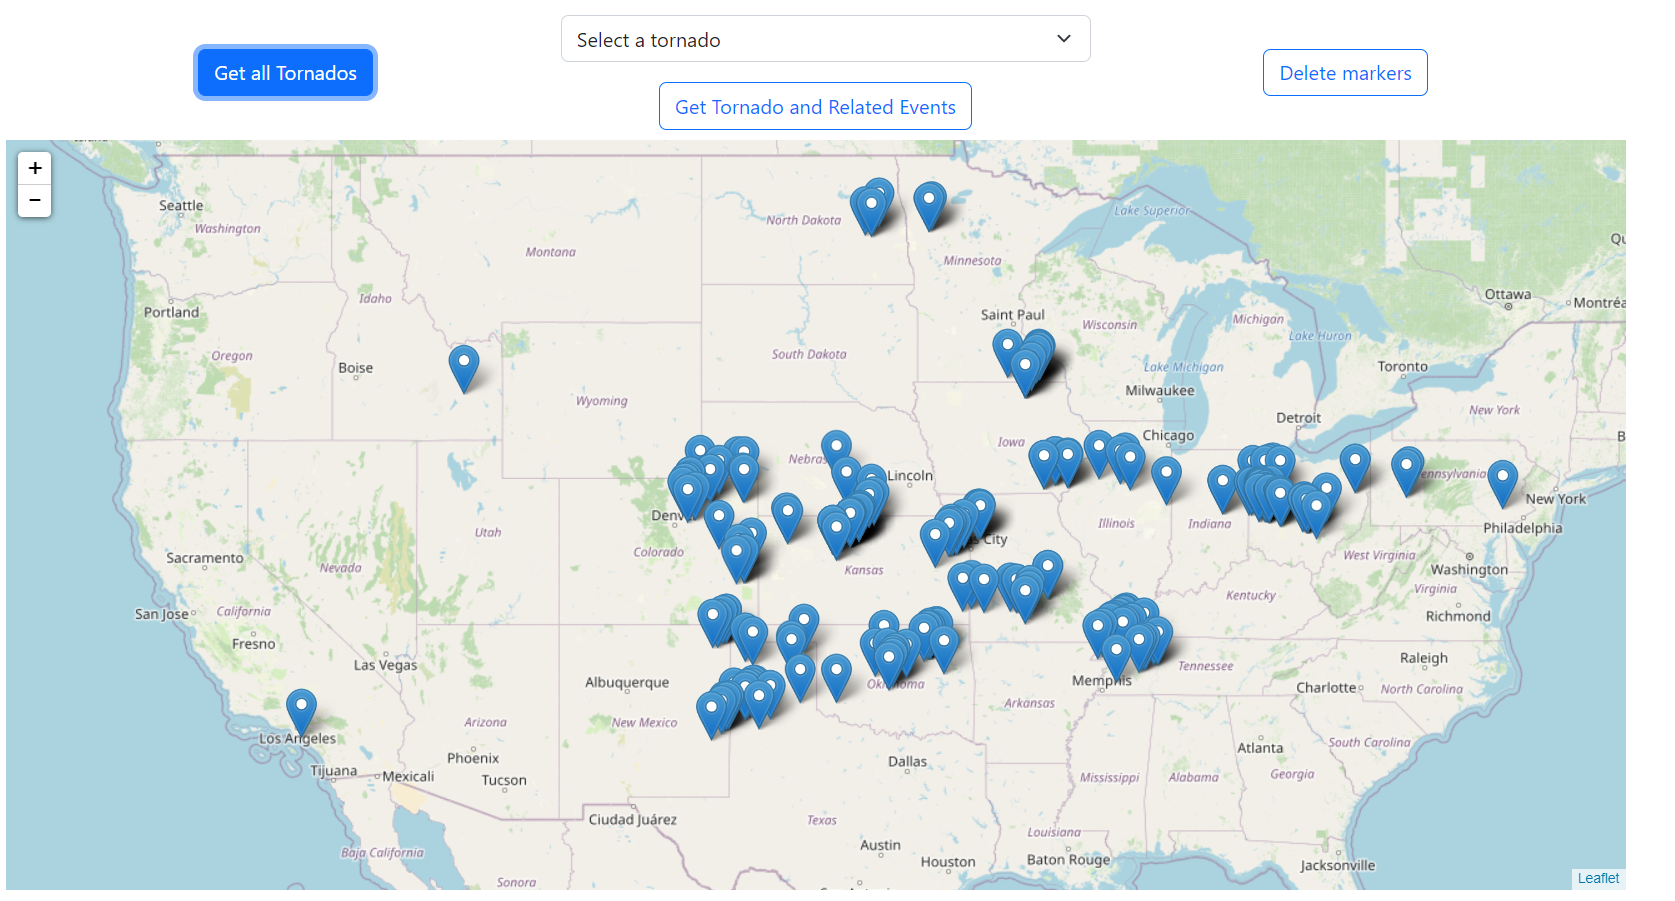 Select a tornado
Get all Tornados
Delete markers
Get Tornado and Related Events
+
-
Seattle
Washington
North Dakota
Lake Superior
Montana
Minnesota
Idaho
Portland
Saint Paul
Ottawa
Montréa
Wisconsin
Michigan
Lake Huron
Oregon
Boise
South Dakota
Lake Michigan
Toronto
Wyoming
Milwaukee
New York
Detroit
Iowa
Chicago
Nebr
Lincoln
ennsylvania
New York
Denv
Illinois
Indiana
Philadelphia
Utah
s City
Sacramento
Nevada
Colorado
Kansas
West Virginia
Washington
Virginia
San Jose
California
Kentucky
Richmond
Fresno
Las Vegas
Tennessee
Raleigh
Albuquerque
Oklahoma
Memphis
Charlotte
North Carolina
Arizona
New Mexico
Arkansas
Los Angeles
South Carolina
Atlanta
Phoenix
Dallas
Tijuana
Mexicali
Tucson
Mississippi
Alabama
Georgia
Ciudad Juárez
Texas
Louisiana
Baja California
Austin
Houston
Baton Rouge
Jacksonville
Sonora
Leaflet